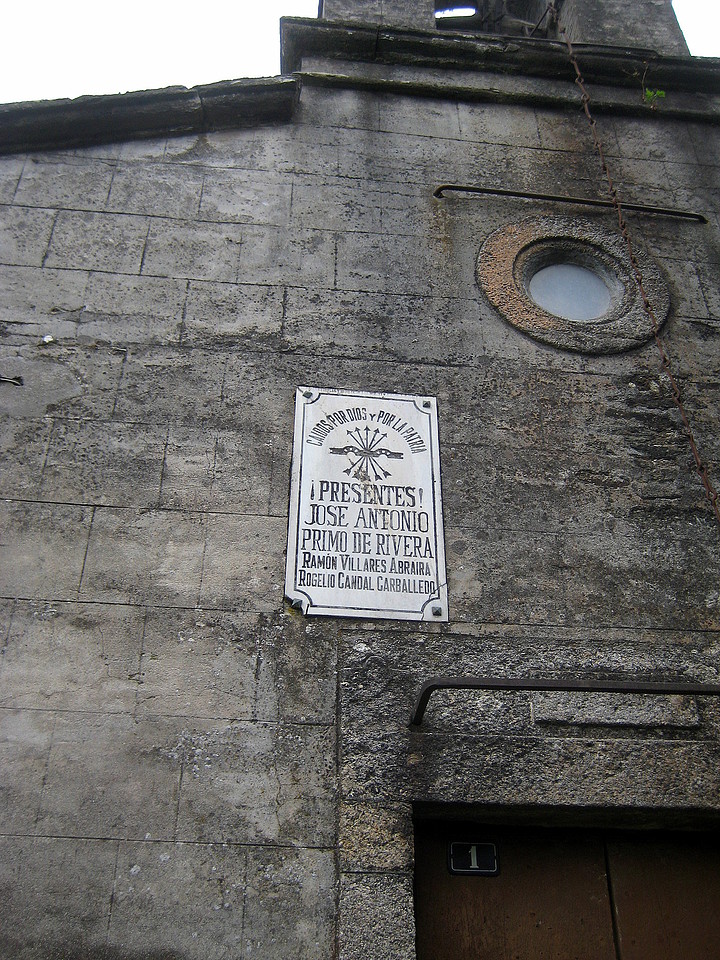 CAIDOS POR DIOS Y POR LA PATRIA
¡PRESENTES!
JOSE ANTONIO
PRIMO DE RIVERA
RAMÓN VILLARES ABRAIRA
ROGELIO CANDAL CARBALLEDO
1